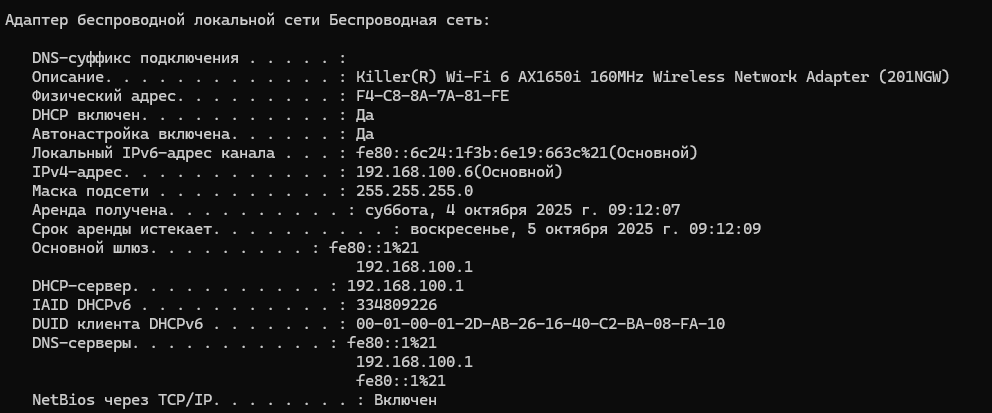 Адаптер беспроводной локальной сети Беспроводная сеть:
DNS-суффикс подключения . . . . . :
Описание. . . . . . . . . . . . . : Killer(R) Wi-Fi 6 AX1650i 160MHz Wireless Network Adapter (201NGW)
Физический адрес. . . . . . . . . : F4-C8-8A-7A-81-FE
DHCP включен. . . . . . . . . . . : Да
Автонастройка включена. . . . . . : Да
Локальный IPv6-адрес канала . . . : fe80::6c24:1f3b:6e19:663c%21(Основной)
IPv4-адрес. . . . . . . . . . . . : 192.168.100.6(Основной)
Маска подсети . . . . . . . . . . : 255.255.255.0
Аренда получена. . . . . . . . . . : суббота, 4 октября 2025 г. 09:12:07
Срок аренды истекает. . . . . . . . . . : воскресенье, 5 октября 2025 г. 09:12:09
Основной шлюз. . . . . . . . . : fe80::1%21
192.168.100.1
DHCP-сервер. . . . . . . . . . . : 192.168.100.1
IAID DHCPv6 . . . . . . . . . . . : 334809226
DUID клиента DHCPv6 . . . . . . . : 00-01-00-01-2D-AB-26-16-40-C2-BA-08-FA-10
DNS-серверы. . . . . . . . . . . : fe80::1%21
192.168.100.1
fe80::1%21
NetBios через TCP/IP. . . . . . . . : Включен